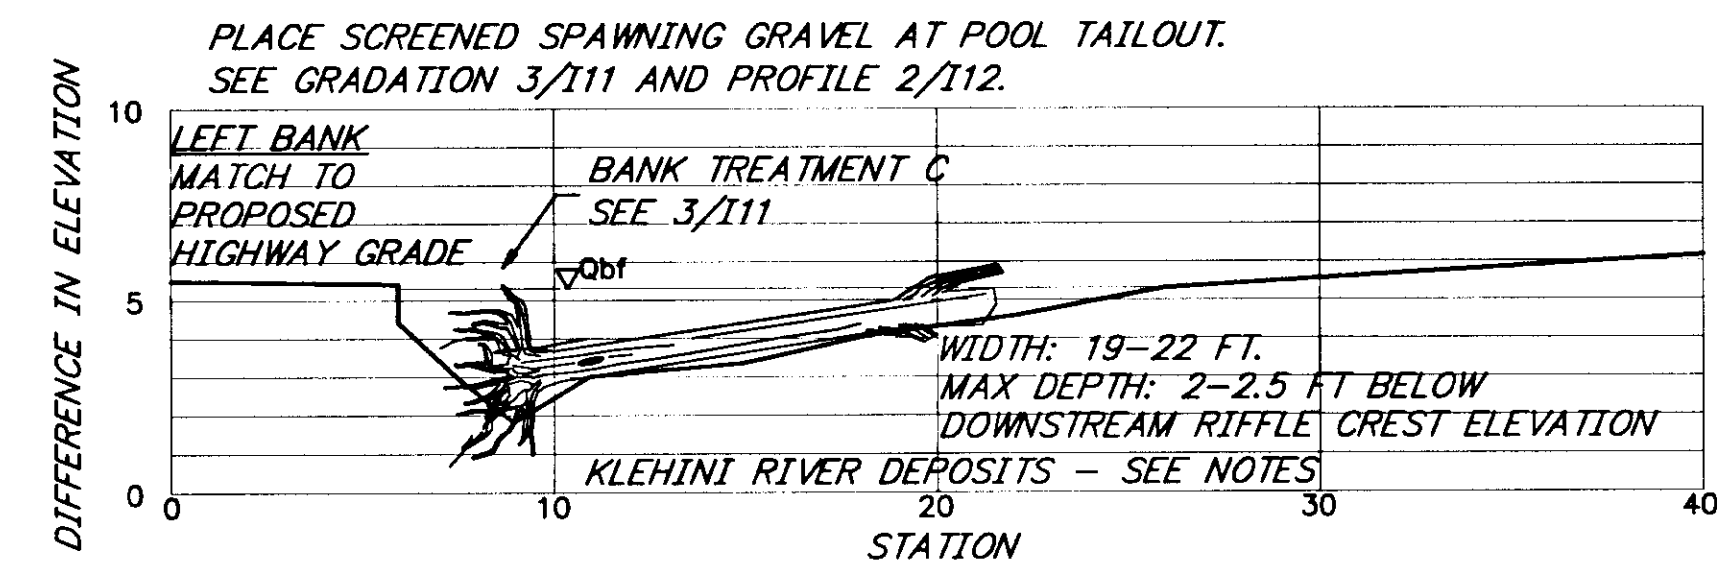 PLACE SCREENED SPAWNING GRAVEL AT POOL TAILOUT.
SEE GRADATION 3/I11 AND PROFILE 2/I12.
DIFFERENCE IN ELEVATION
10
5
0
LEFT BANK
MATCH TO
PROPOSED
HIGHWAY GRADE
BANK TREATMENT C
SEE 3/I11
Qbf
WIDTH: 19-22 FT.
MAX DEPTH: 2-2.5 FT BELOW
DOWNSTREAM RIFFLE CREST ELEVATION
KLEHINI RIVER DEPOSITS - SEE NOTES
0 10 20 30 40
STATION